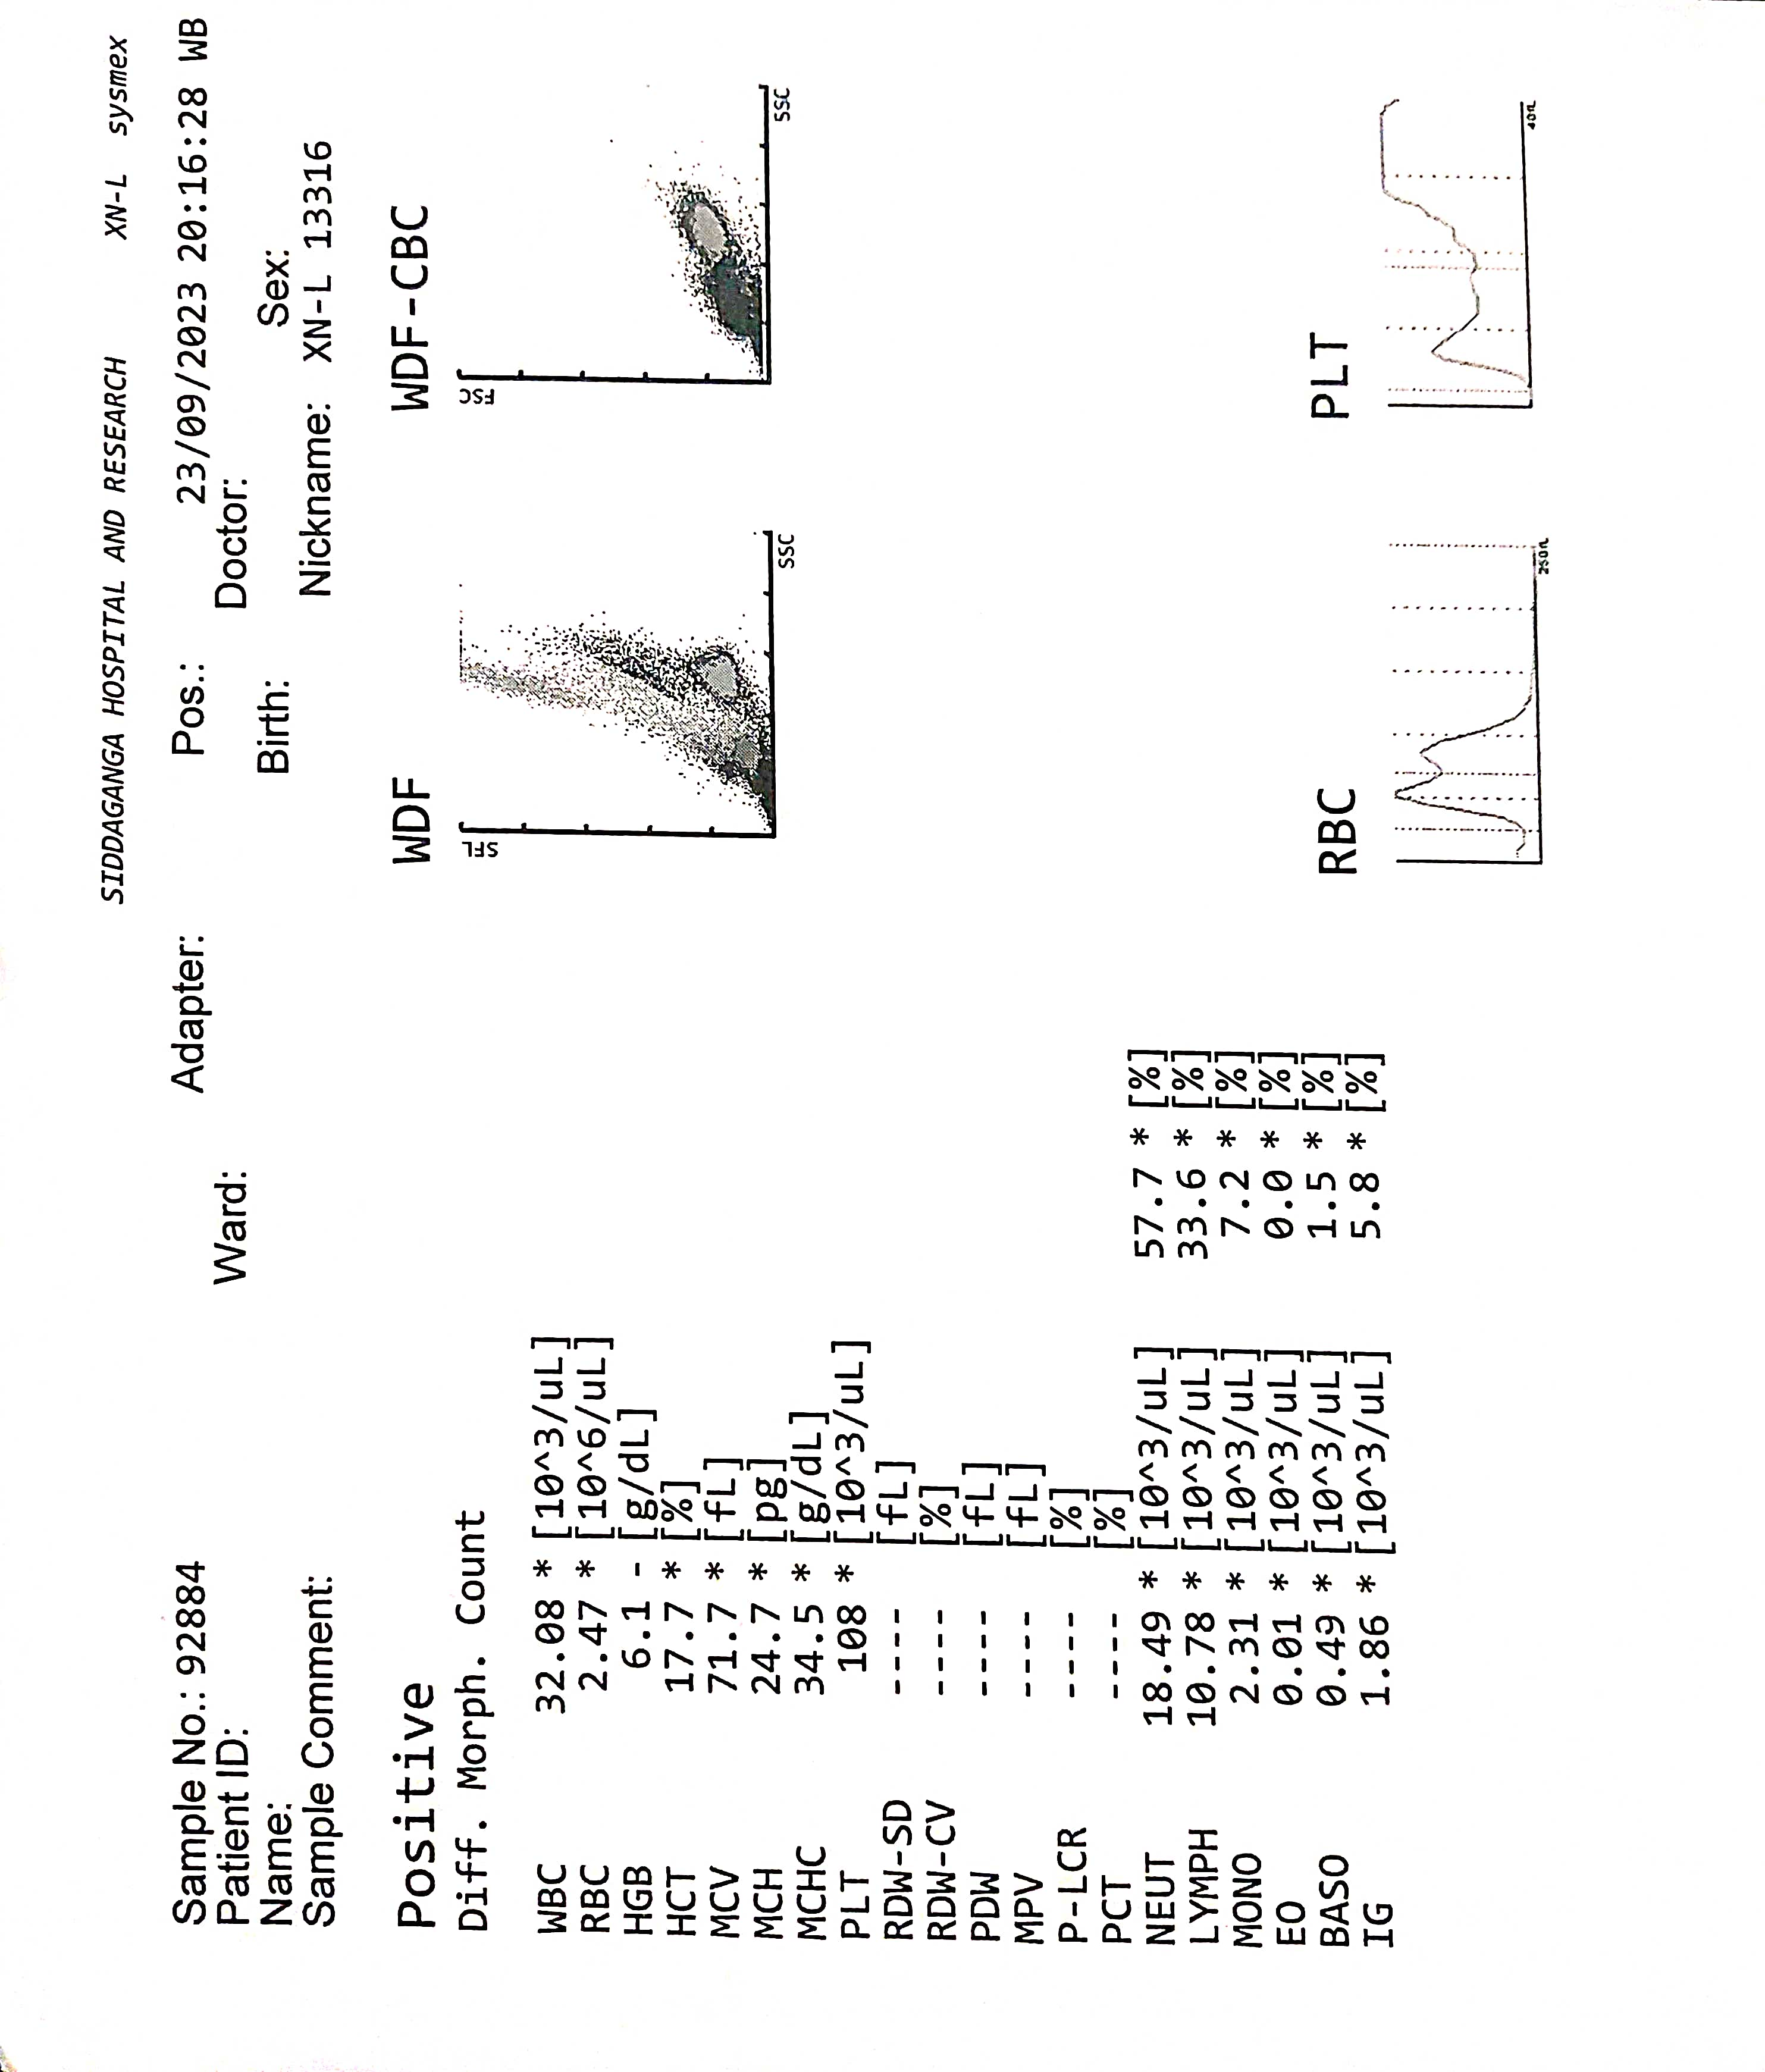 SIDDAGANGA HOSPITAL AND RESEARCH XN-L sysmex
Sample No.: 92884 Adapter: Pos.: 23/09/2023 20:16:28 WB
Patient ID: Ward: Doctor:
Name: Birth: Sex:
Sample Comment: Nickname: XN-L 13316
Positive
Diff. Morph. Count
WBC 32.08 * [10^3/uL]
RBC 2.47 * [10^6/uL]
HGB 6.1 - [g/dL]
HCT 17.7 * [%]
MCV 71.7 * [fL]
MCH 24.7 * [pg]
MCHC 34.5 * [g/dL]
PLT 108 * [10^3/uL]
RDW-SD ---- [fL]
RDW-CV ---- [%]
PDW ---- [fL]
MPV ---- [fL]
P-LCR ---- [%]
PCT ---- [%]
NEUT 18.49 * [10^3/uL] 57.7 * [%]
LYMPH 10.78 * [10^3/uL] 33.6 * [%]
MONO 2.31 * [10^3/uL] 7.2 * [%]
EO 0.01 * [10^3/uL] 0.0 * [%]
BASO 0.49 * [10^3/uL] 1.5 * [%]
IG 1.86 * [10^3/uL] 5.8 * [%]
WDF
SFL
SSC
WDF-CBC
FSC
SSC
RBC
250fL
PLT
40fL